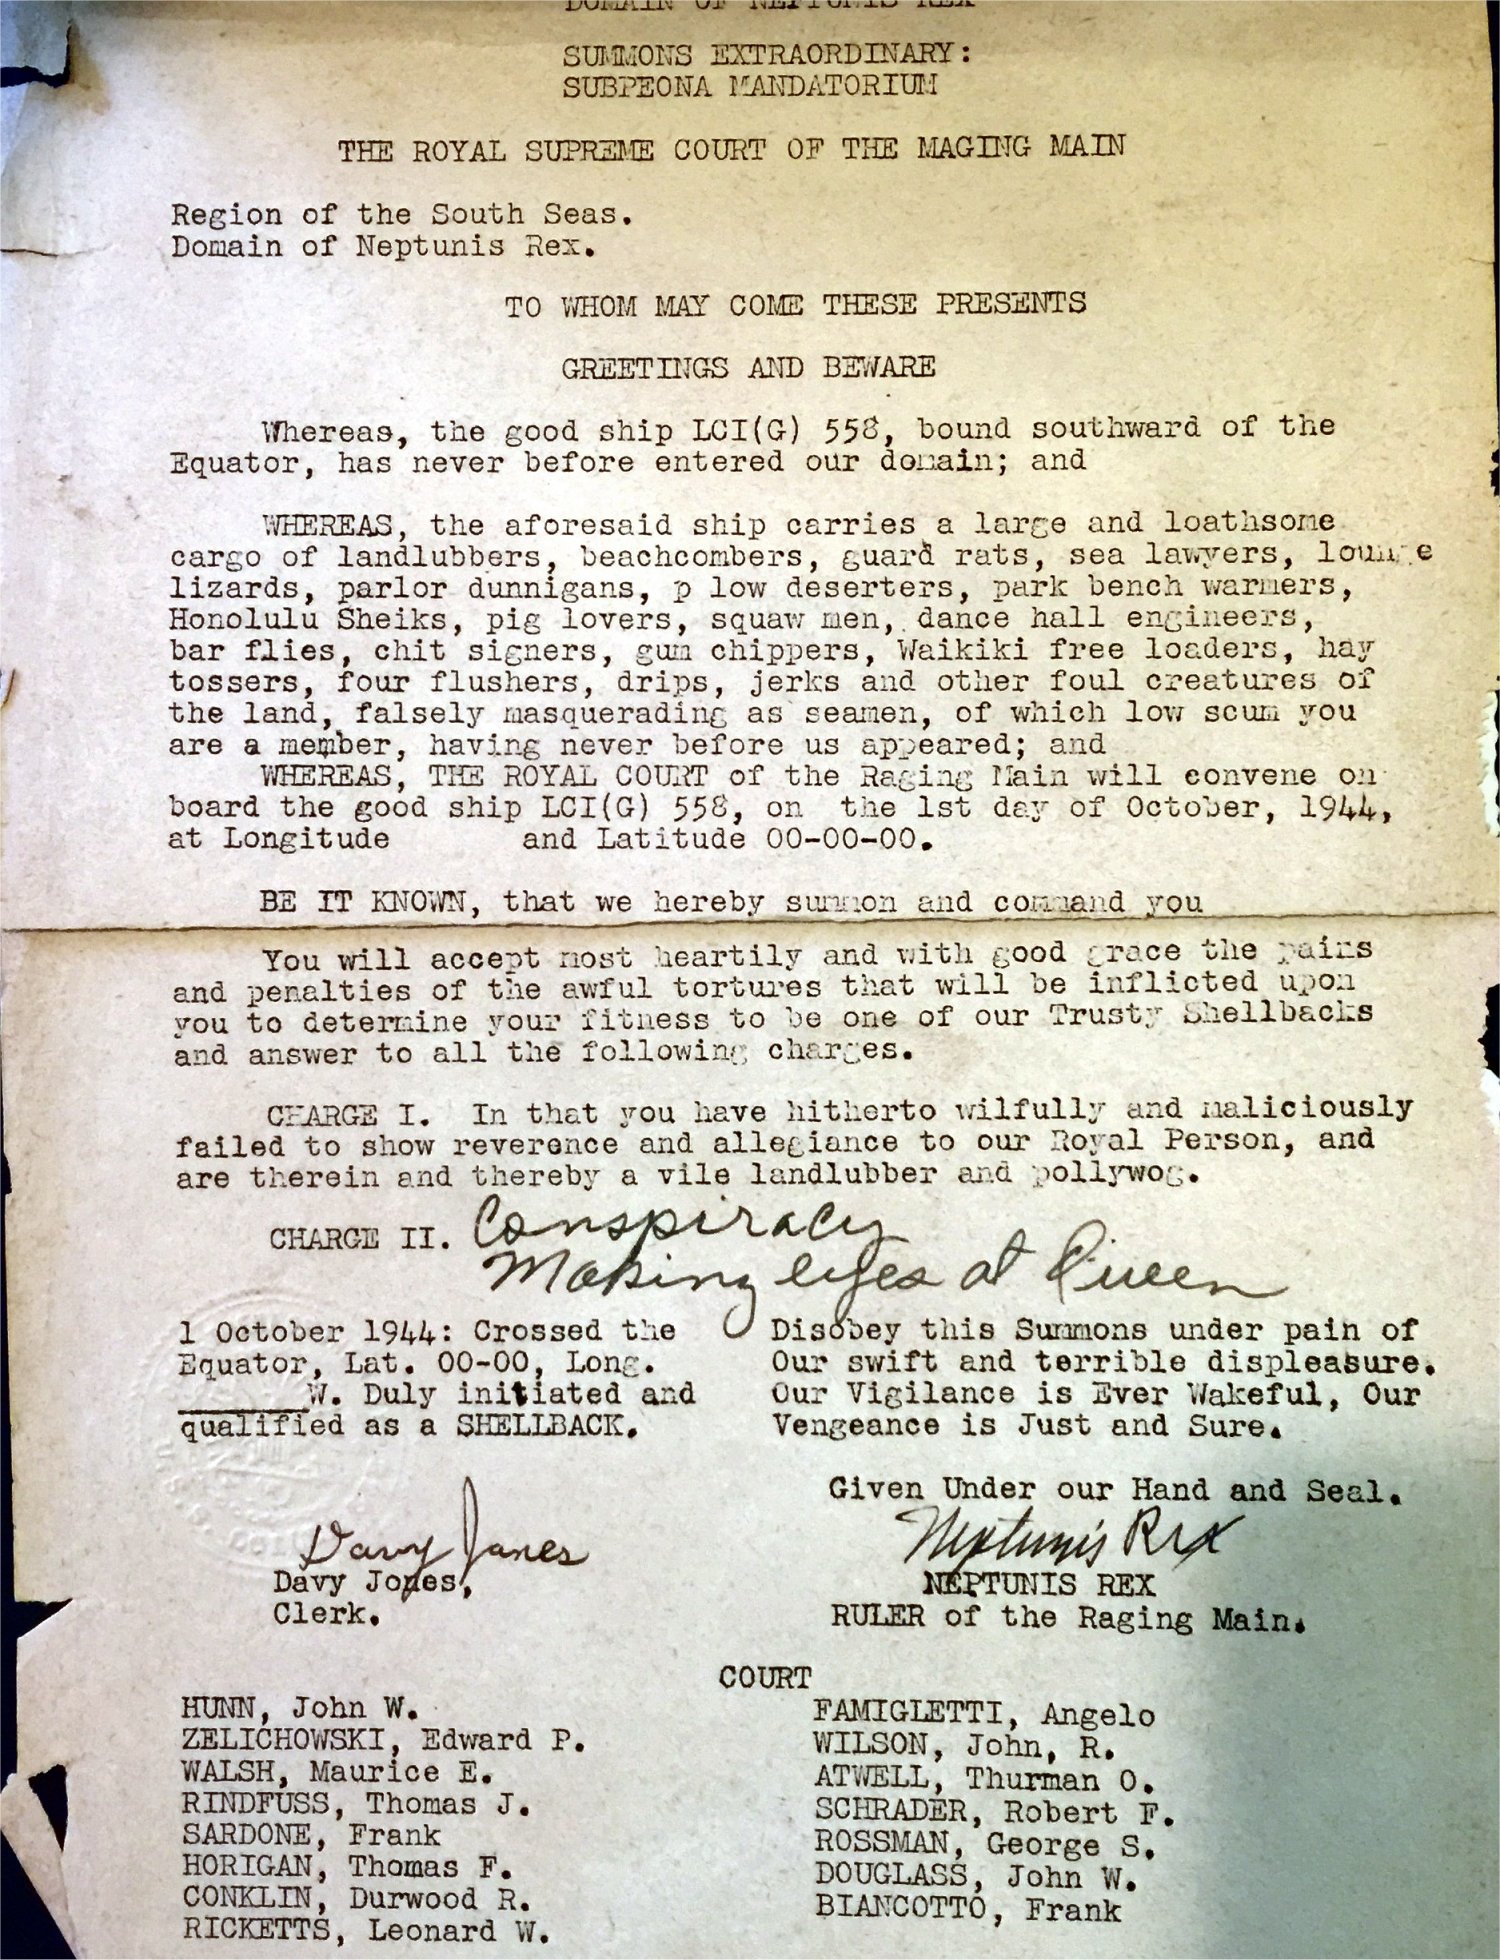 DOMAIN OF NEPTUNIS REX
SUMMONS EXTRAORDINARY:
SUBPEONA MANDATORIUM
THE ROYAL SUPREME COURT OF THE MAGING MAIN
Region of the South Seas.
Domain of Neptunis Rex.
TO WHOM MAY COME THESE PRESENTS
GREETINGS AND BEWARE
Whereas, the good ship LCI(G) 558, bound southward of the
Equator, has never before entered our domain; and
WHEREAS, the aforesaid ship carries a large and loathsome
cargo of landlubbers, beachcombers, guard rats, sea lawyers, lounge
lizards, parlor dunnigans, p low deserters, park bench warmers,
Honolulu Sheiks, pig lovers, squaw men, dance hall engineers,
bar flies, chit signers, gum chippers, Waikiki free loaders, hay
tossers, four flushers, drips, jerks and other foul creatures of
the land, falsely masquerading as seamen, of which low scum you
are a member, having never before us appeared; and
WHEREAS, THE ROYAL COURT of the Raging Main will convene on
board the good ship LCI(G) 558, on the 1st day of October, 1944,
at Longitude and Latitude 00-00-00.
BE IT KNOWN, that we hereby summon and command you
You will accept most heartily and with good grace the pains
and penalties of the awful tortures that will be inflicted upon
you to determine your fitness to be one of our Trusty Shellbacks
and answer to all the following charges.
CHARGE I. In that you have hitherto wilfully and maliciously
failed to show reverence and allegiance to our Royal Person, and
are therein and thereby a vile landlubber and pollywog.
CHARGE II. Conspiracy
Making eyes at Queen
1 October 1944: Crossed the
Equator, Lat. 00-00, Long.
_______W. Duly initiated and
qualified as a SHELLBACK.
Disobey this Summons under pain of
Our swift and terrible displeasure.
Our Vigilance is Ever Wakeful, Our
Vengeance is Just and Sure.
Given Under our Hand and Seal.
Davy Jones
Davy Jones,
Clerk.
Neptunis Rex
NEPTUNIS REX
RULER of the Raging Main.
COURT
HUNN, John W.
ZELICHOWSKI, Edward P.
WALSH, Maurice E.
RINDFUSS, Thomas J.
SARDONE, Frank
HORIGAN, Thomas F.
CONKLIN, Durwood R.
RICKETTS, Leonard W.
FAMIGLETTI, Angelo
WILSON, John, R.
ATWELL, Thurman O.
SCHRADER, Robert F.
ROSSMAN, George S.
DOUGLASS, John W.
BIANCOTTO, Frank